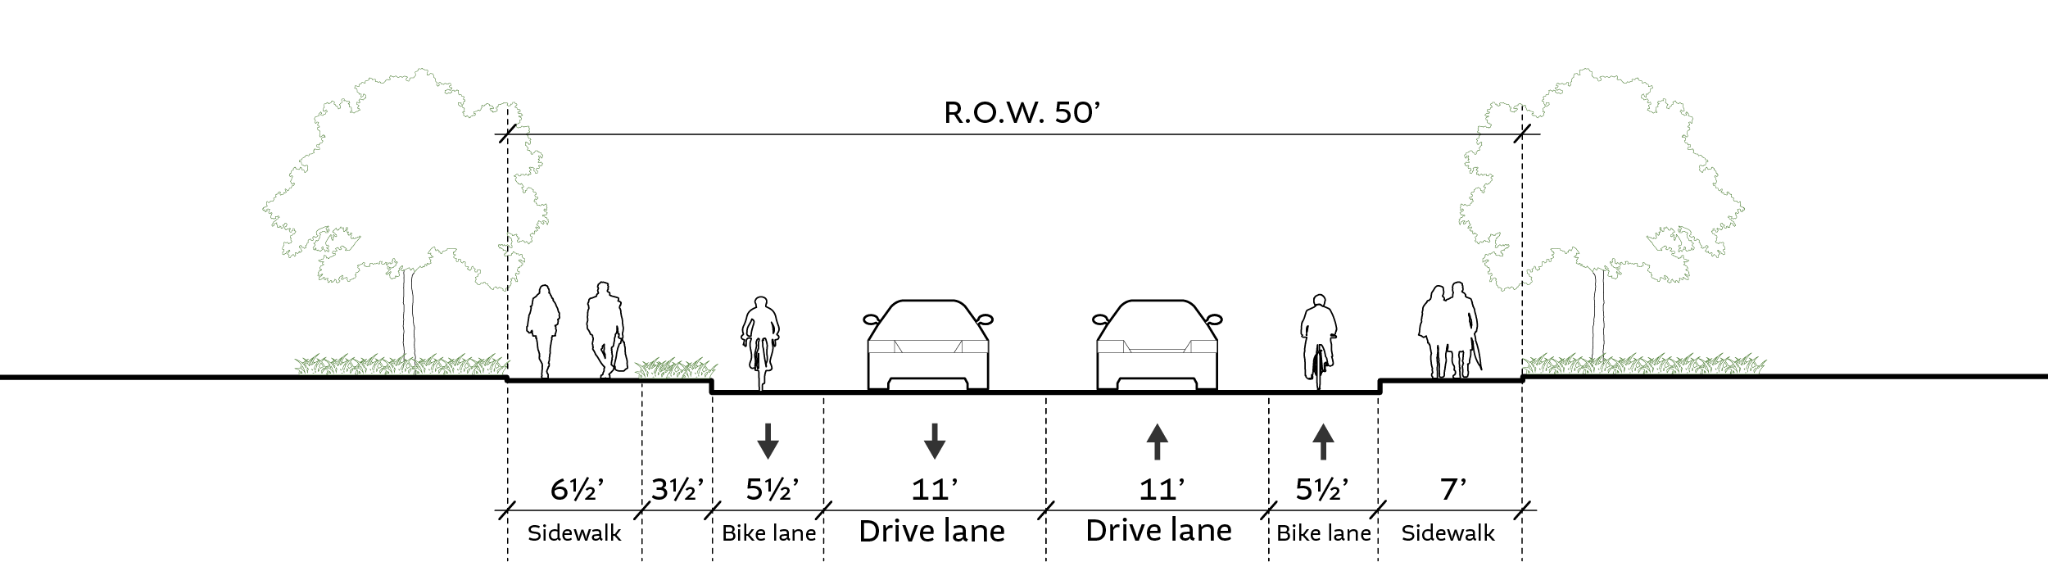 R.O.W. 50’
6½’ 3½’ 5½’ 11’ 11’ 5½’ 7’
Sidewalk Bike lane Drive lane Drive lane Bike lane Sidewalk